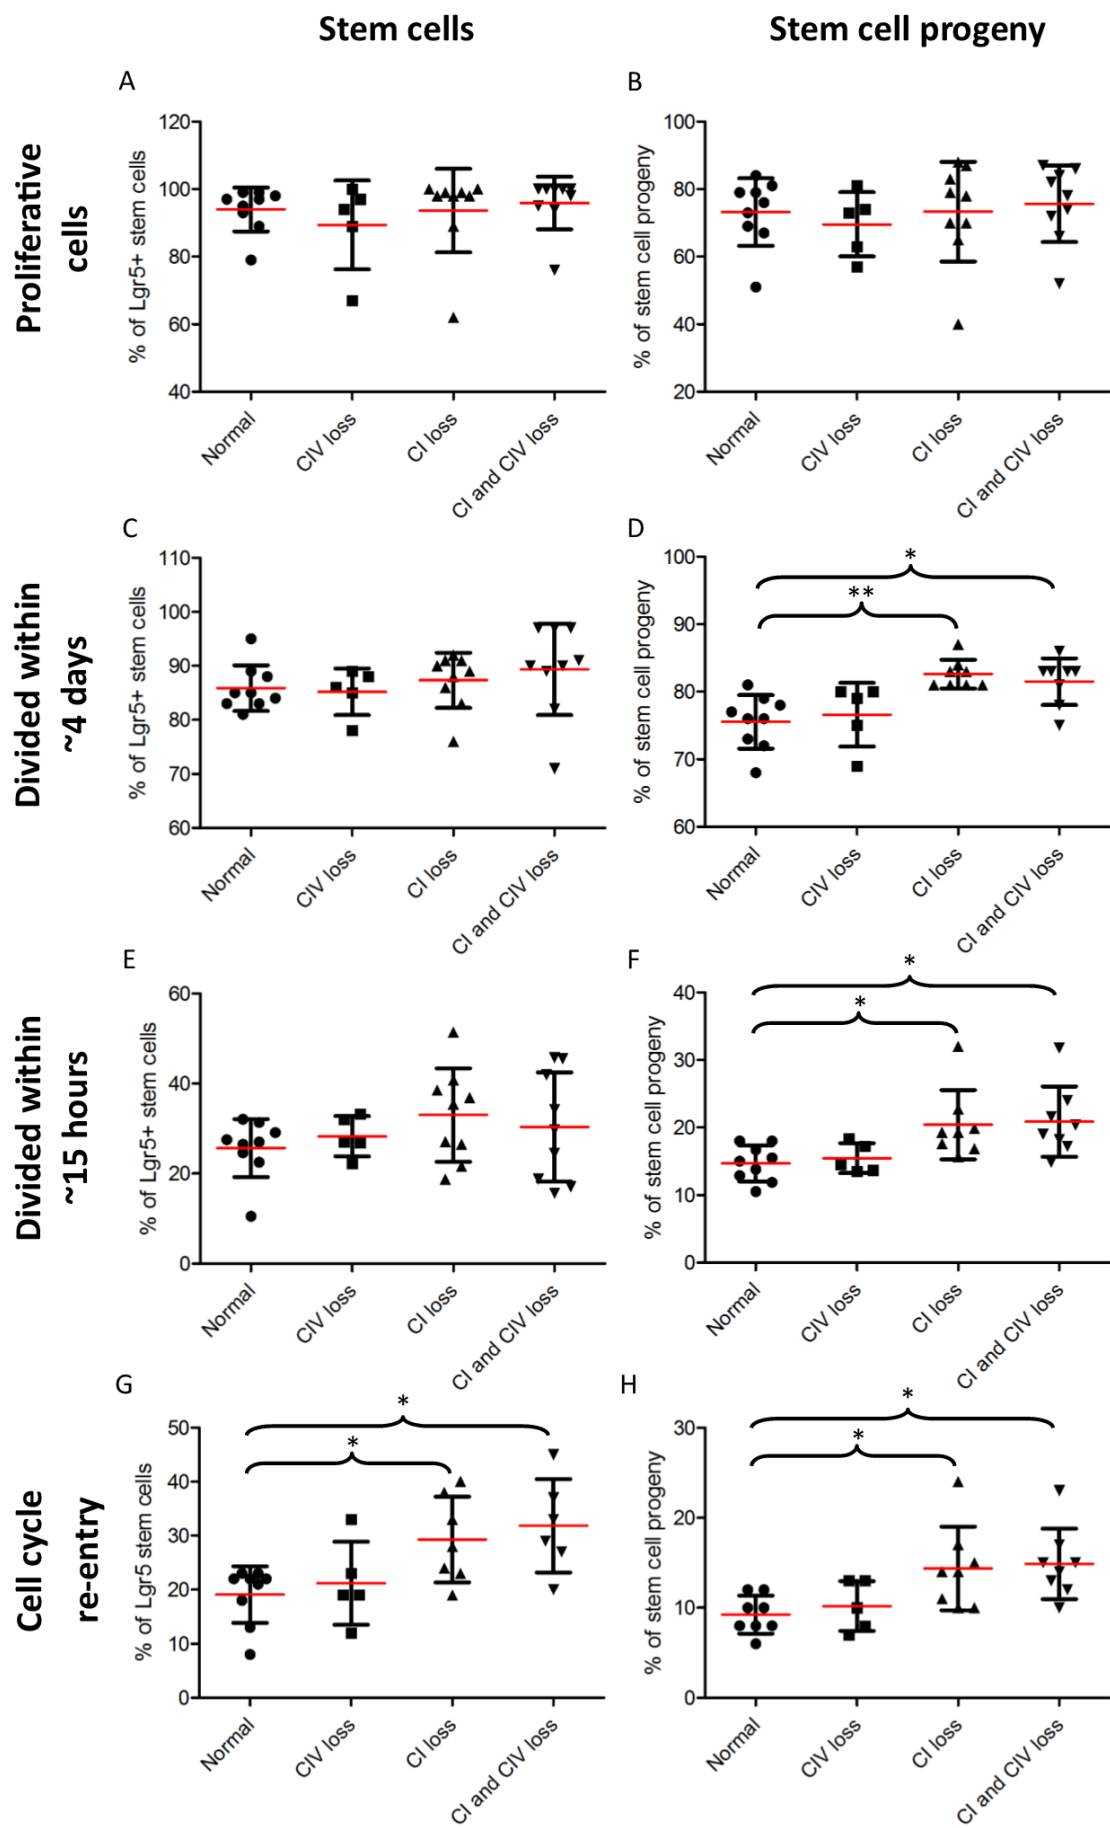 Stem cells
Stem cell progeny
Proliferative
cells
A
% of Lgr5+ stem cells
120
100
80
60
40
Normal
CIV loss
CI loss
CI and CIV loss
B
% of stem cell progeny
100
80
60
40
20
Normal
CIV loss
CI loss
CI and CIV loss
Divided within
~4 days
C
% of Lgr5+ stem cells
110
100
90
80
70
60
Normal
CIV loss
CI loss
CI and CIV loss
D
% of stem cell progeny
100
90
80
70
60
*
**
Normal
CIV loss
CI loss
CI and CIV loss
Divided within
~15 hours
E
% of Lgr5+ stem cells
60
40
20
0
Normal
CIV loss
CI loss
CI and CIV loss
F
% of stem cell progeny
40
30
20
10
0
*
*
Normal
CIV loss
CI loss
CI and CIV loss
Cell cycle
re-entry
G
% of Lgr5 stem cells
50
40
30
20
10
0
*
*
Normal
CIV loss
CI loss
CI and CIV loss
H
% of stem cell progeny
30
20
10
0
*
*
Normal
CIV loss
CI loss
CI and CIV loss